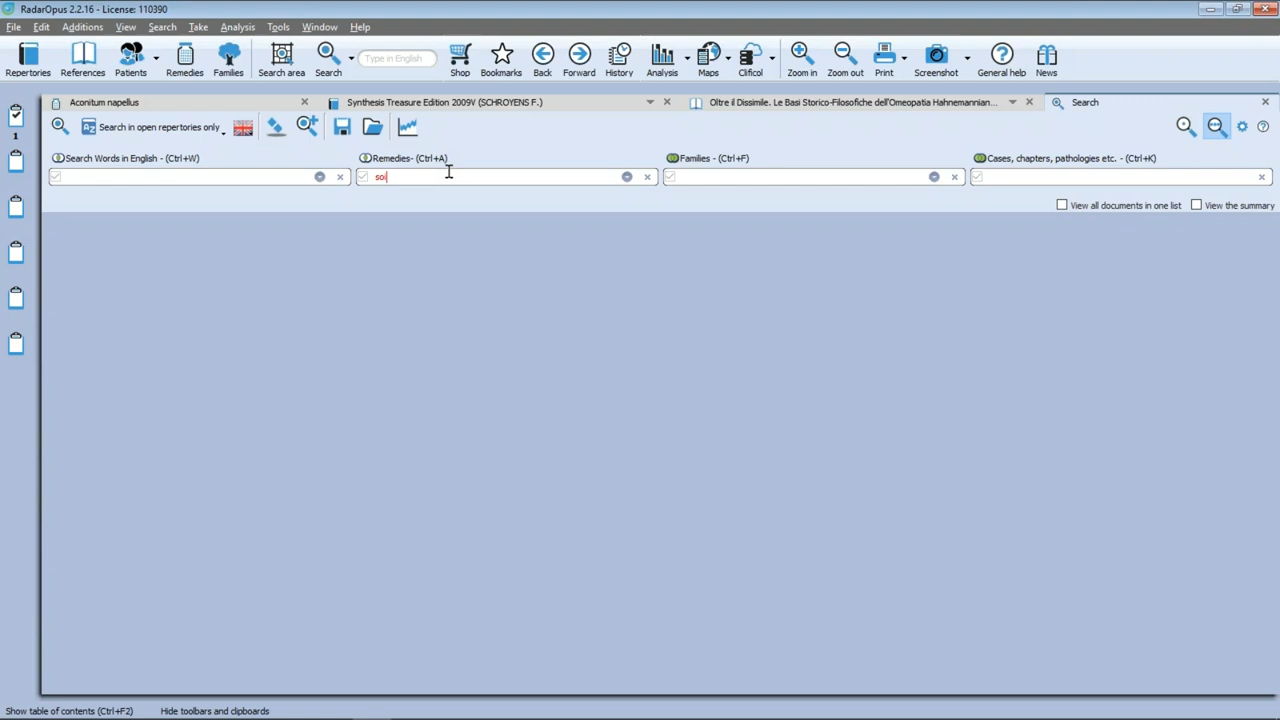 RadarOpus 2.2.16 - License: 110390
File Edit Additions View Search Take Analysis Tools Window Help
Type in English
Repertories References Patients Remedies Families Search area Search Shop Bookmarks Back Forward History Analysis Maps Clificol Zoom in Zoom out Print Screenshot General help News
Aconitum napellus Synthesis Treasure Edition 2009V (SCHROYENS F.) Oltre il Dissimile. Le Basi Storico-Filosofiche dell'Omeopatia Hahnemannian... Search
1
Search in open repertories only
Search Words in English - (Ctrl+W) Remedies- (Ctrl+A) Families - (Ctrl+F) Cases, chapters, pathologies etc. - (Ctrl+K)
soi
View all documents in one list View the summary
Show table of contents (Ctrl+F2) Hide toolbars and clipboards